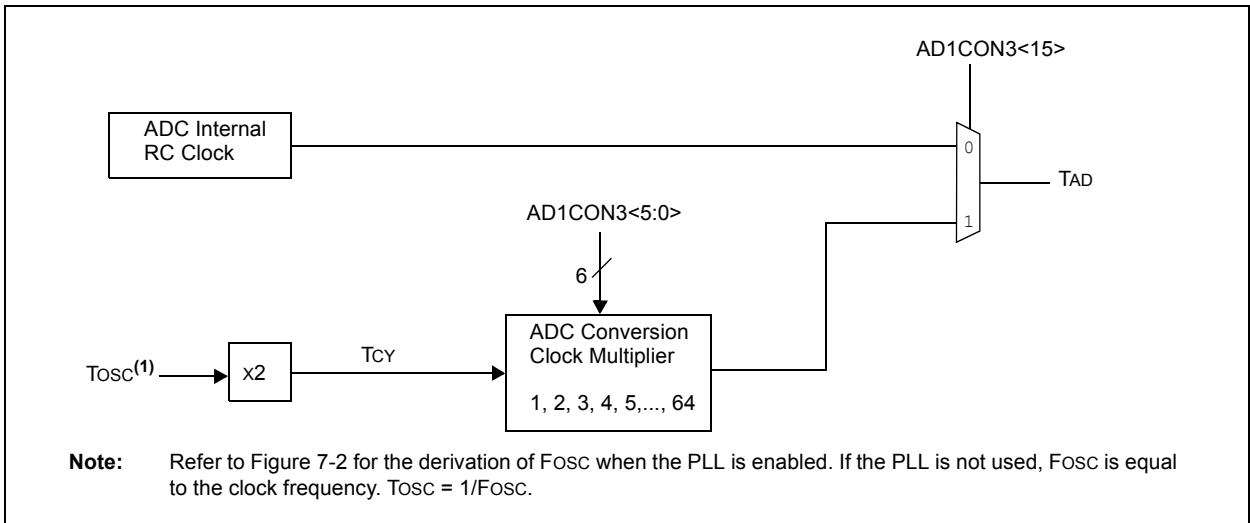 AD1CON3<15>
ADC Internal
RC Clock
0
TAD
AD1CON3<5:0>
1
6
ADC Conversion
Clock Multiplier
1, 2, 3, 4, 5,..., 64
TOSC(1)
X2
TCY
Note: Refer to Figure 7-2 for the derivation of FOSC when the PLL is enabled. If the PLL is not used, FOSC is equal
to the clock frequency. TOSC = 1/FOSC.